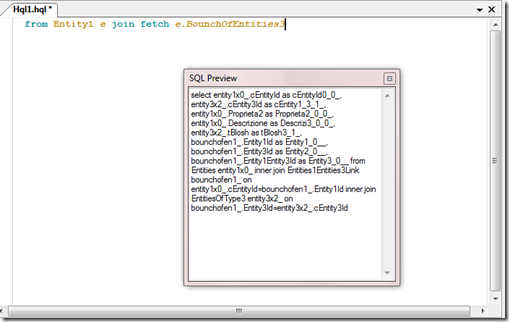 Hql1.hql *
from Entity1 e join fetch e.BounchOfEntities3
SQL Preview
select entity1x0_.cEntityId as cEntityId0_0_,
entity3x2_.cEntity3Id as cEntity1_3_1_,
entity1x0_.Proprieta2 as Proprieta2_0_0_,
entity1x0_.Descrizione as Descrizi3_0_0_,
entity3x2_.tBlosh as tBlosh3_1_,
bounchofen1_.Entity1Id as Entity1_0__,
bounchofen1_.Entity3Id as Entity2_0__,
bounchofen1_.Entity1Entity3Id as Entity3_0__ from
Entities entity1x0_ inner join Entities1Entities3Link
bounchofen1_ on
entity1x0_.cEntityId=bounchofen1_.Entity1Id inner join
EntitiesOfType3 entity3x2_ on
bounchofen1_.Entity3Id=entity3x2_.cEntity3Id